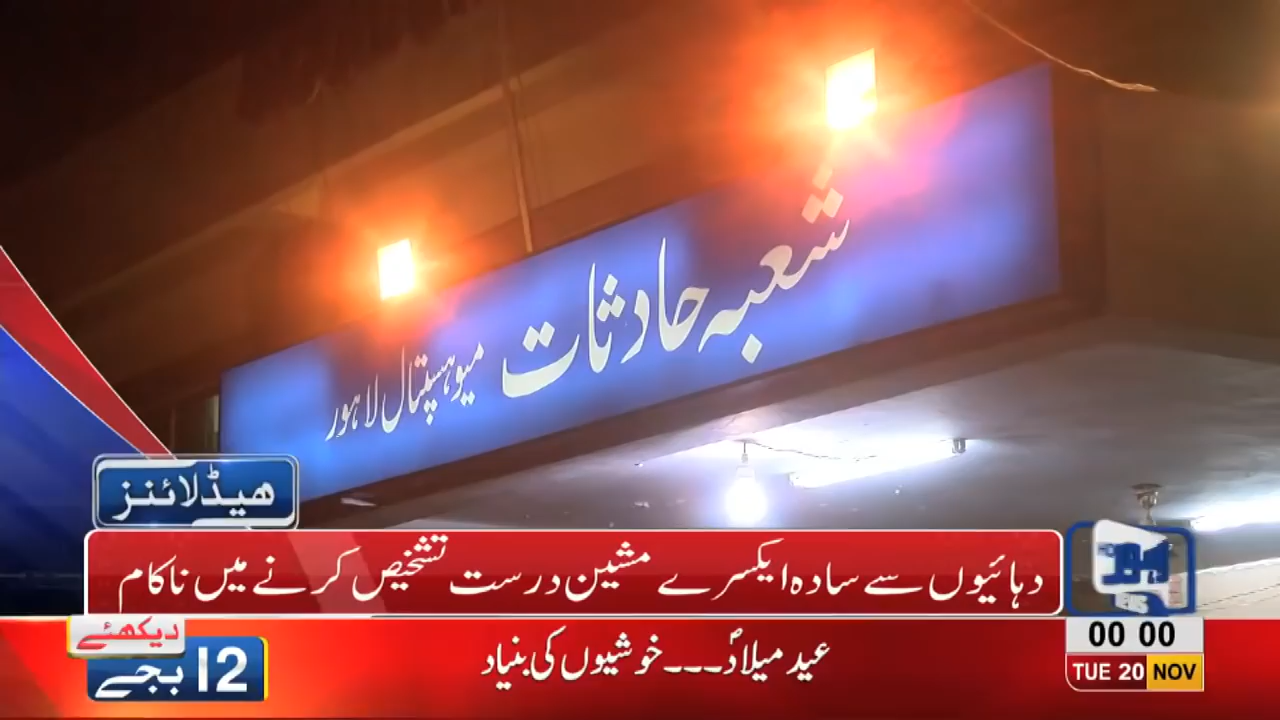 شعبہ حادثات میو ہسپتال لاہور
ھیڈلائنز
دہائیوں سے سادہ ایکسرے مشین درست تشخیص کرنے میں ناکام
دیکھئے
12 بجے
عید میلادؐ۔۔۔خوشیوں کی بنیاد
00 00
TUE 20 NOV